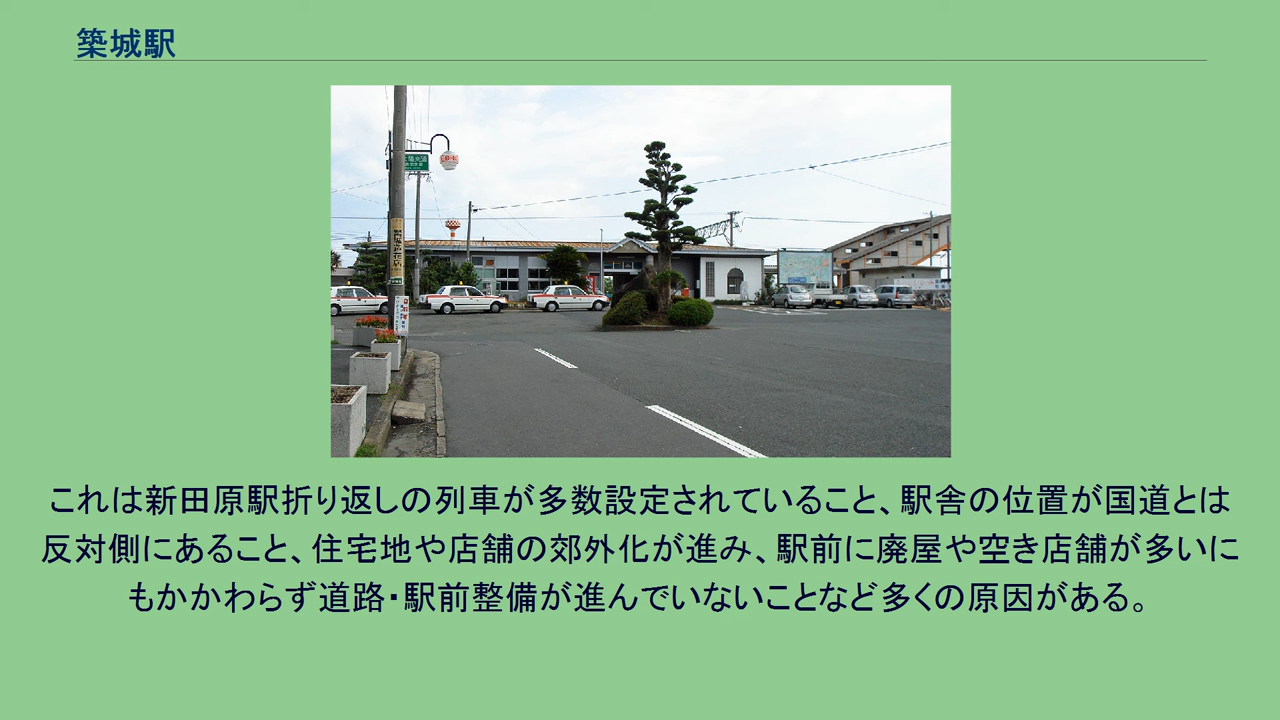 築城駅
これは新田原駅折り返しの列車が多数設定されていること、駅舎の位置が国道とは
反対側にあること、住宅地や店舗の郊外化が進み、駅前に廃屋や空き店舗が多いに
もかかわらず道路・駅前整備が進んでいないことなど多くの原因がある。